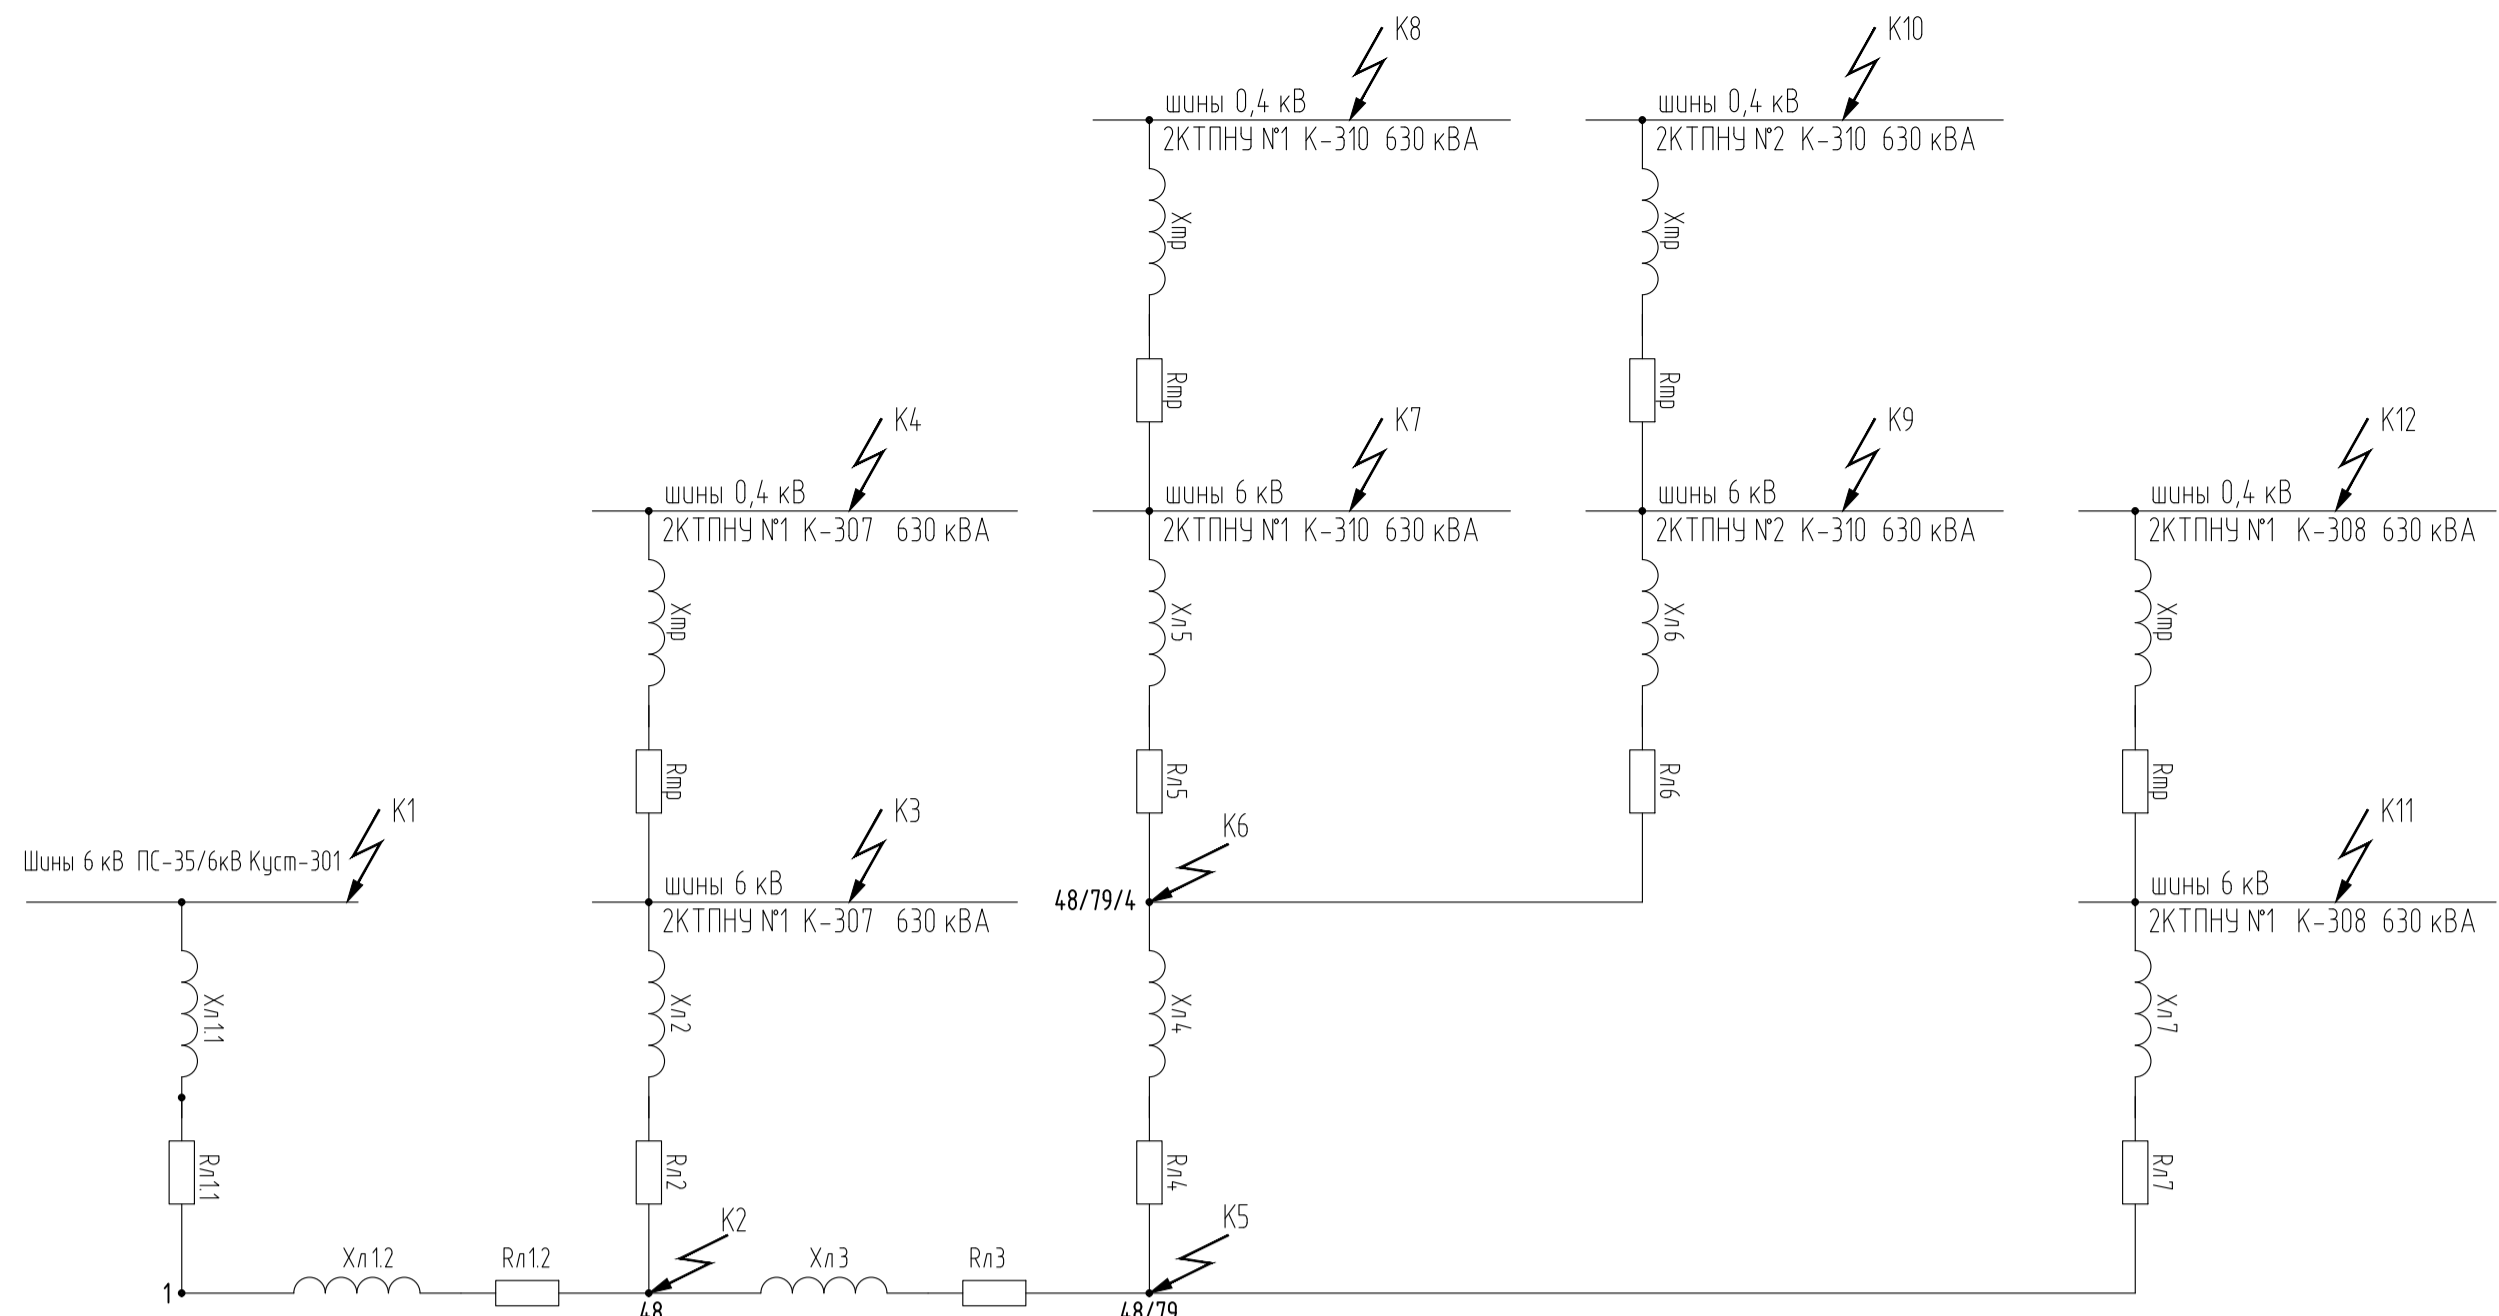 К8
К10
шины 0,4 кВ
2КТПНУ №1 К-310 630 кВА
шины 0,4 кВ
2КТПНУ №2 К-310 630 кВА
Хтр
Хтр
Rтр
Rтр
К4
К7
К9
К12
шины 0,4 кВ
2КТПНУ №1 К-307 630 кВА
шины 6 кВ
2КТПНУ №1 К-310 630 кВА
шины 6 кВ
2КТПНУ №2 К-310 630 кВА
шины 0,4 кВ
2КТПНУ №1 К-308 630 кВА
Хтр
Хл5
Хл6
Хтр
Rтр
Rл5
Rл6
Rтр
К1
К3
К6
К11
Шины 6 кВ ПС-35/6кВ Куст-301
шины 6 кВ
2КТПНУ №1 К-307 630 кВА
48/79/4
шины 6 кВ
2КТПНУ №1 К-308 630 кВА
Хл1.1
Хл2
Хл4
Хл7
Rл1.1
Rл2
Rл4
Rл7
К2
К5
Хл1.2
Rл1.2
Хл3
Rл3
1
48
48/79